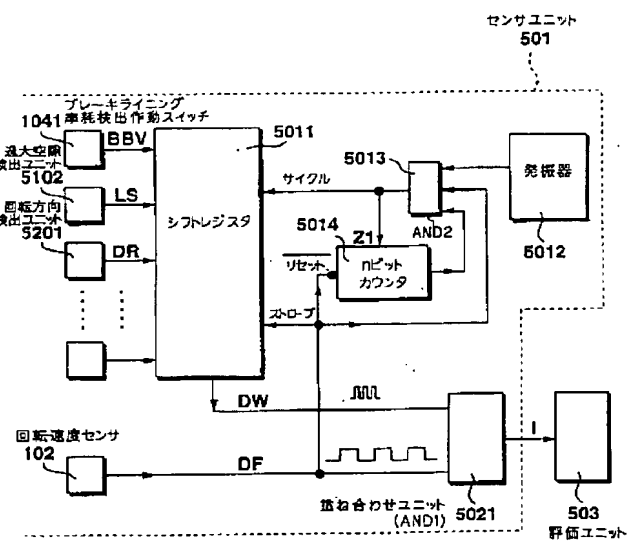 センサユニット
501
ブレーキライニング
摩耗検出作動スイッチ
1041
BBV
過大空隙
検出ユニット
5102
LS
回転方向
検出ユニット
5201
DR
5011
シフトレジスタ
サイクル
5013
AND2
発振器
5012
5014
Z1
リセット
nビット
カウンタ
ストローブ
DW
回転速度センサ
102
DF
重ね合わせユニット
(AND1)
5021
I
503
評価ユニット